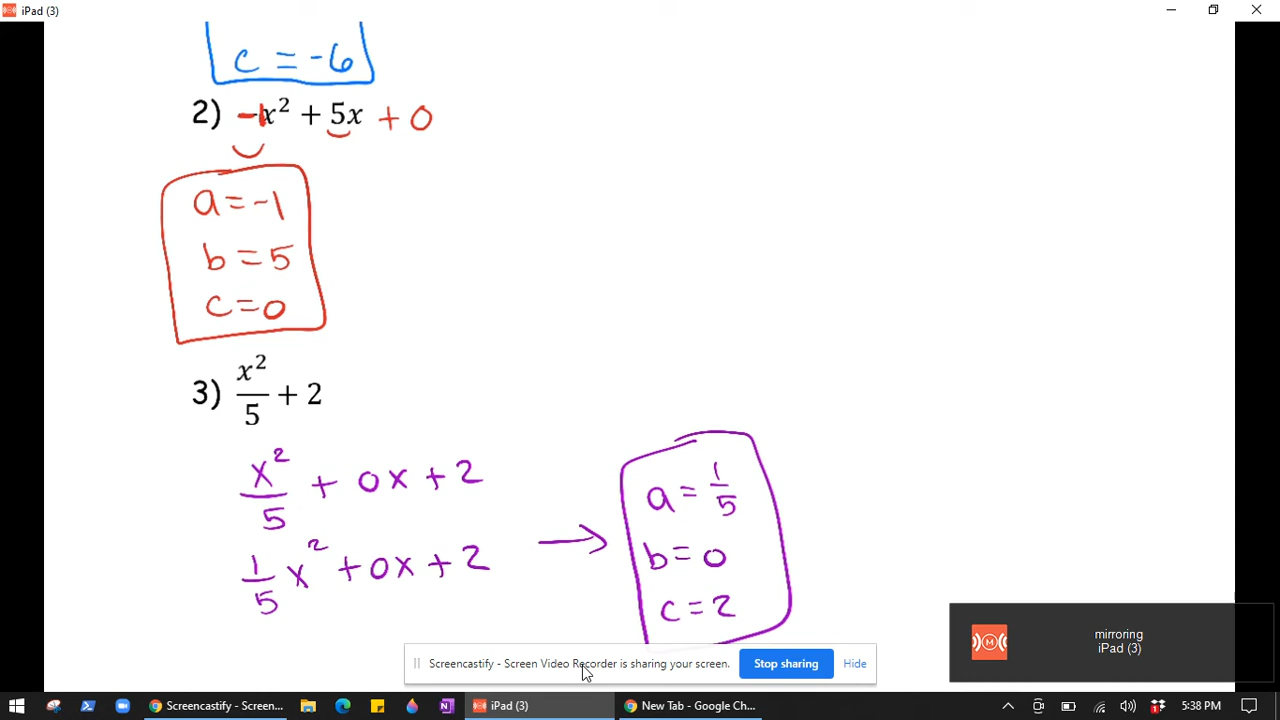 iPad (3)
c = -6
2) -1x² + 5x + 0
a = -1
b = 5
c = 0
3) x²/5 + 2
x²/5 + 0x + 2
1/5 x² + 0x + 2
→
a = 1/5
b = 0
c = 2
mirroring
iPad (3)
Screencastify - Screen Video Recorder is sharing your screen. Stop sharing Hide
Screencastify - Screen... iPad (3) New Tab - Google Ch... 5:38 PM